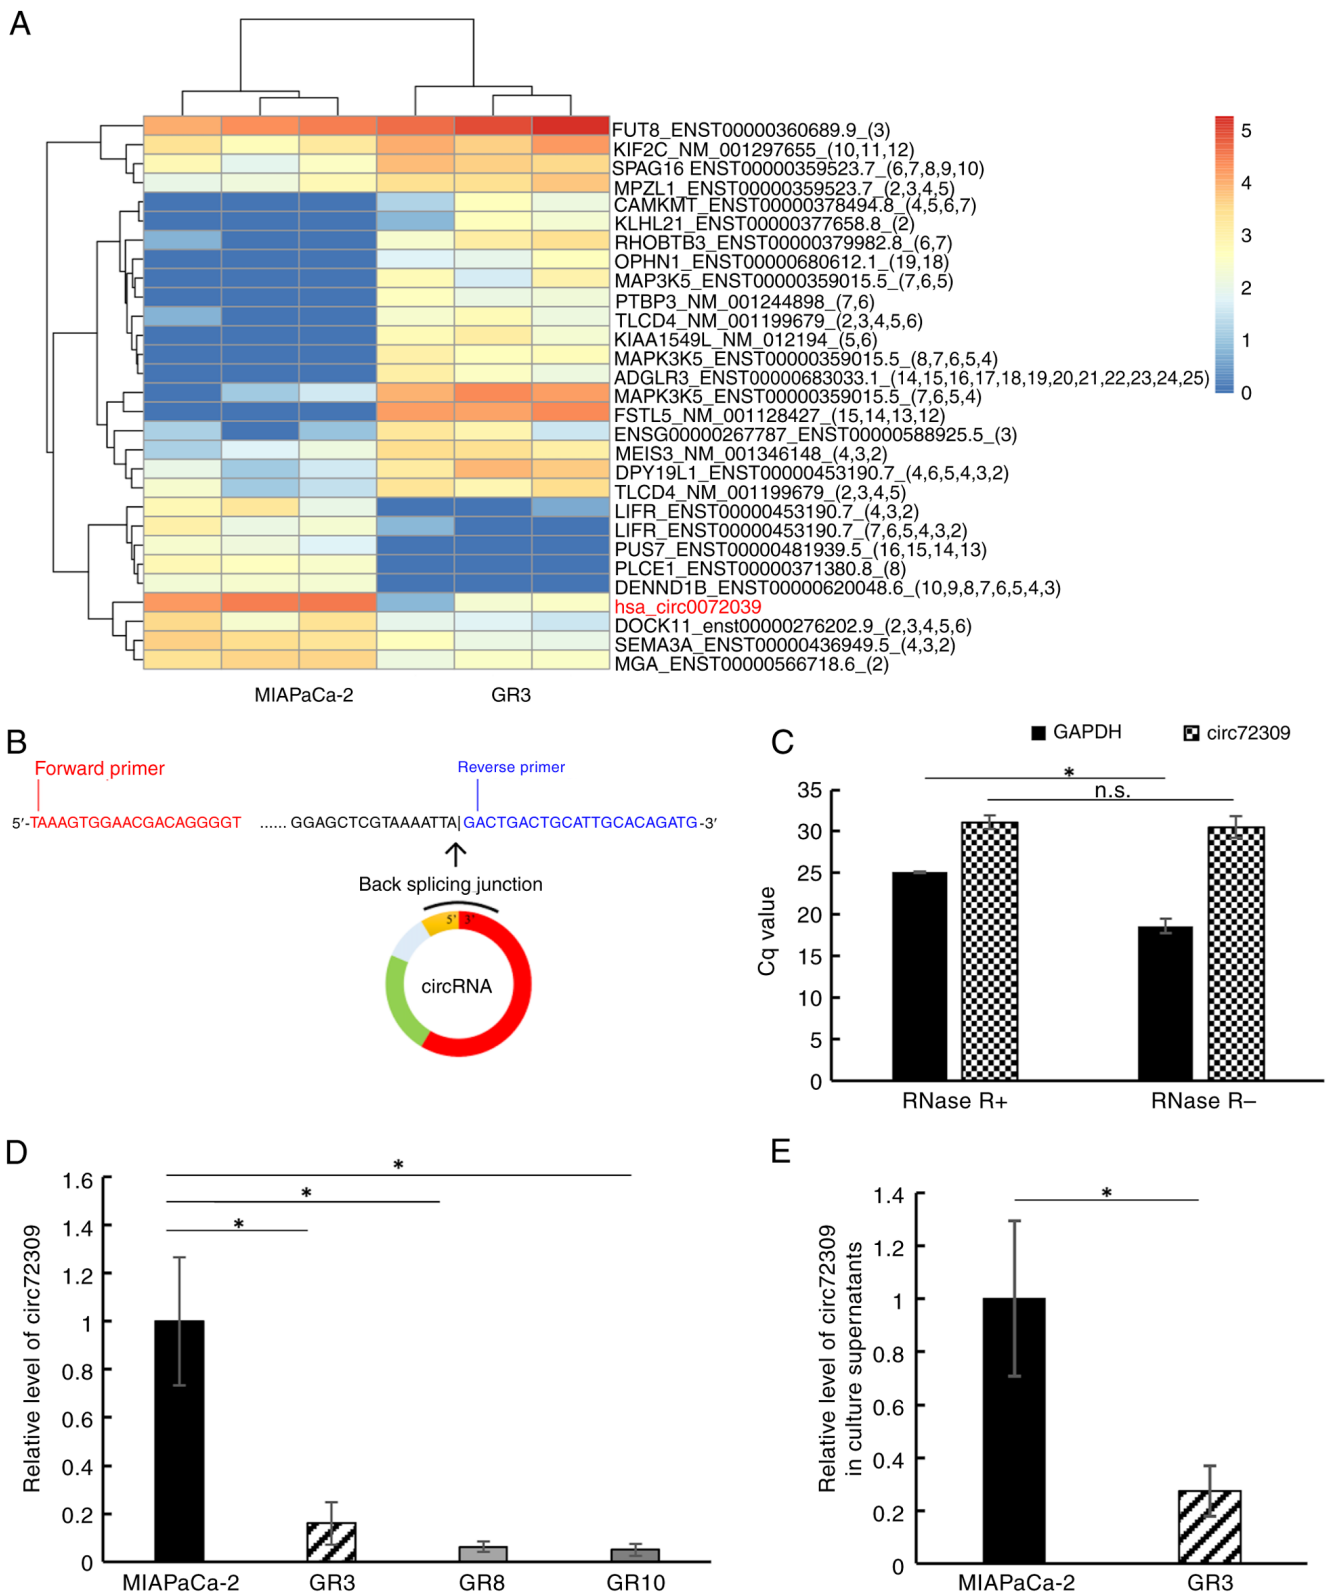 A
FUT8_ENST00000360689.9_(3)
KIF2C_NM_001297655_(10,11,12)
SPAG16 ENST00000359523.7_(6,7,8,9,10)
MPZL1_ENST00000359523.7_(2,3,4,5)
CAMKMT_ENST00000378494.8_(4,5,6,7)
KLHL21_ENST00000377658.8_(2)
RHOBTB3_ENST00000379982.8_(6,7)
OPHN1_ENST00000680612.1_(19,18)
MAP3K5_ENST00000359015.5_(7,6,5)
PTBP3_NM_001244898_(7,6)
TLCD4_NM_001199679_(2,3,4,5,6)
KIAA1549L_NM_012194_(5,6)
MAPK3K5_ENST00000359015.5_(8,7,6,5,4)
ADGLR3_ENST00000683033.1_(14,15,16,17,18,19,20,21,22,23,24,25)
MAPK3K5_ENST00000359015.5_(7,6,5,4)
FSTL5_NM_001128427_(15,14,13,12)
ENSG00000267787_ENST00000588925.5_(3)
MEIS3_NM_001346148_(4,3,2)
DPY19L1_ENST00000453190.7_(4,6,5,4,3,2)
TLCD4_NM_001199679_(2,3,4,5)
LIFR_ENST00000453190.7_(4,3,2)
LIFR_ENST00000453190.7_(7,6,5,4,3,2)
PUS7_ENST00000481939.5_(16,15,14,13)
PLCE1_ENST00000371380.8_(8)
DENND1B_ENST00000620048.6_(10,9,8,7,6,5,4,3)
hsa_circ0072039
DOCK11_enst00000276202.9_(2,3,4,5,6)
SEMA3A_ENST00000436949.5_(4,3,2)
MGA_ENST00000566718.6_(2)
5
4
3
2
1
0
MIAPaCa-2 GR3
B
Forward primer
Reverse primer
5′-TAAAGTGGAACGACAGGGGT ...... GGAGCTCGTAAAATTA|GACTGACTGCATTGCACAGATG-3′
Back splicing junction
5' 3'
circRNA
C
GAPDH circ72309
*
n.s.
Cq value
35
30
25
20
15
10
5
0
RNase R+ RNase R−
D
*
*
*
Relative level of circ72309
1.6
1.4
1.2
1
0.8
0.6
0.4
0.2
0
MIAPaCa-2 GR3 GR8 GR10
E
*
Relative level of circ72309
in culture supernatants
1.4
1.2
1
0.8
0.6
0.4
0.2
0
MIAPaCa-2 GR3